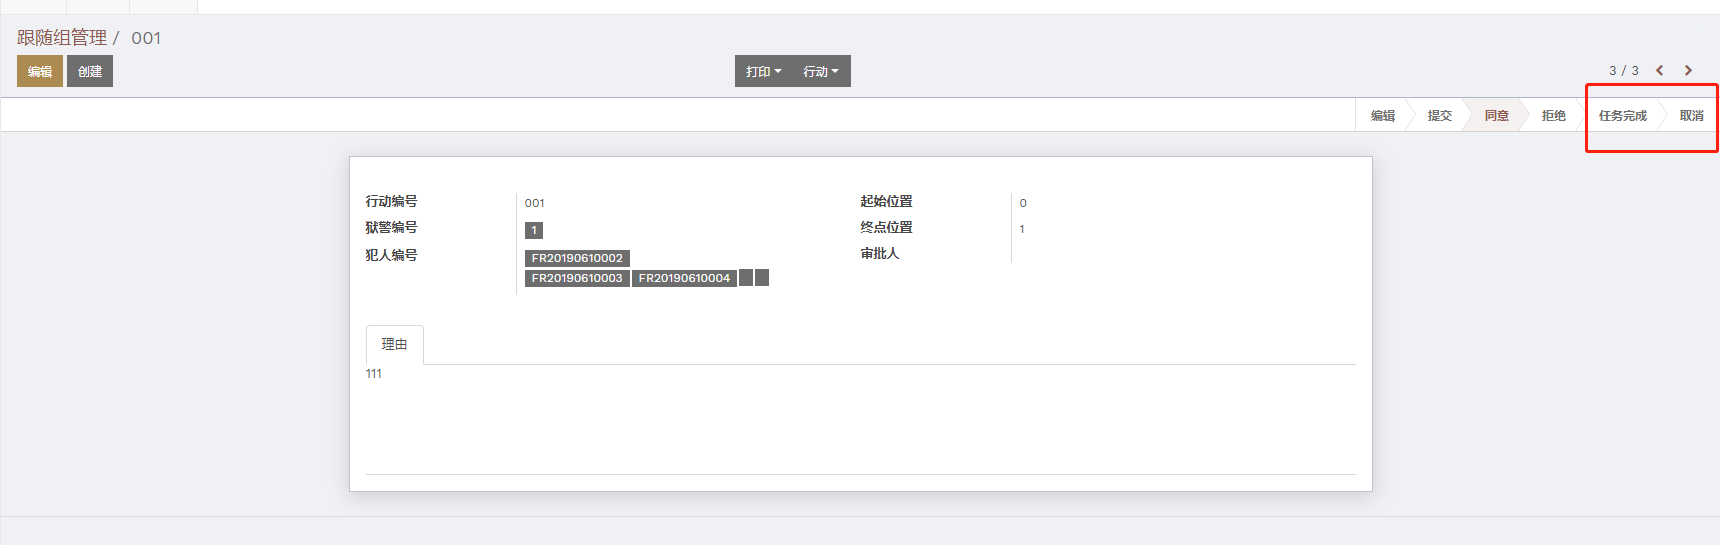 跟随组管理 / 001
编辑 创建 打印 行动 3 / 3
编辑 提交 同意 拒绝 任务完成 取消
行动编号 001 起始位置 0
狱警编号 1 终点位置 1
犯人编号 FR20190610002 审批人
FR20190610003 FR20190610004
理由
111